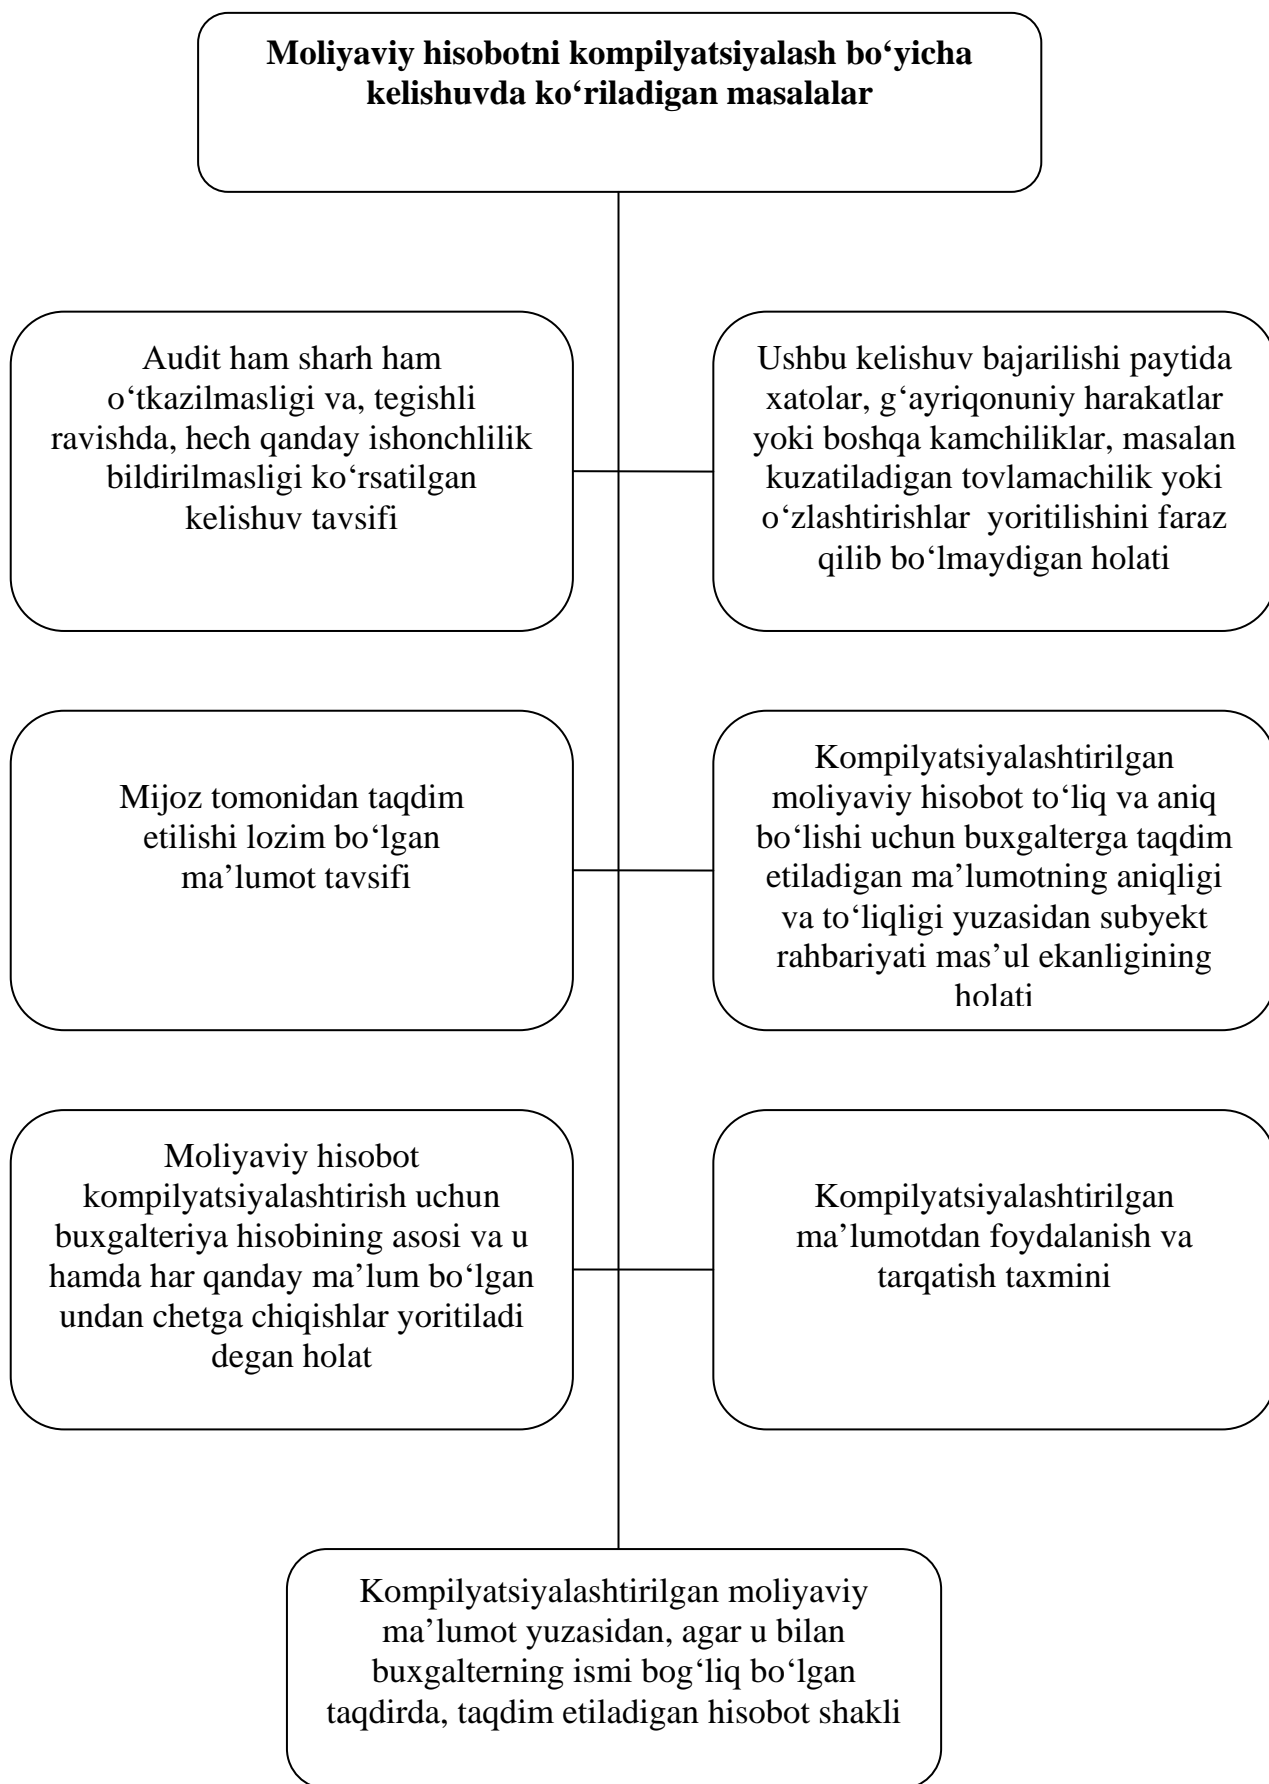 Moliyaviy hisobotni kompilyatsiyalash bo‘yicha
kelishuvda ko‘riladigan masalalar
Audit ham sharh ham
o‘tkazilmasligi va, tegishli
ravishda, hech qanday ishonchlilik
bildirilmasligi ko‘rsatilgan
kelishuv tavsifi
Ushbu kelishuv bajarilishi paytida
xatolar, g‘ayriqonuniy harakatlar
yoki boshqa kamchiliklar, masalan
kuzatiladigan tovlamachilik yoki
o‘zlashtirishlar yoritilishini faraz
qilib bo‘lmaydigan holati
Mijoz tomonidan taqdim
etilishi lozim bo‘lgan
ma’lumot tavsifi
Kompilyatsiyalashtirilgan
moliyaviy hisobot to‘liq va aniq
bo‘lishi uchun buxgalterga taqdim
etiladigan ma’lumotning aniqligi
va to‘liqligi yuzasidan subyekt
rahbariyati mas’ul ekanligining
holati
Moliyaviy hisobot
kompilyatsiyalashtirish uchun
buxgalteriya hisobining asosi va u
hamda har qanday ma’lum bo‘lgan
undan chetga chiqishlar yoritiladi
degan holat
Kompilyatsiyalashtirilgan
ma’lumotdan foydalanish va
tarqatish taxmini
Kompilyatsiyalashtirilgan moliyaviy
ma’lumot yuzasidan, agar u bilan
buxgalterning ismi bog‘liq bo‘lgan
taqdirda, taqdim etiladigan hisobot shakli